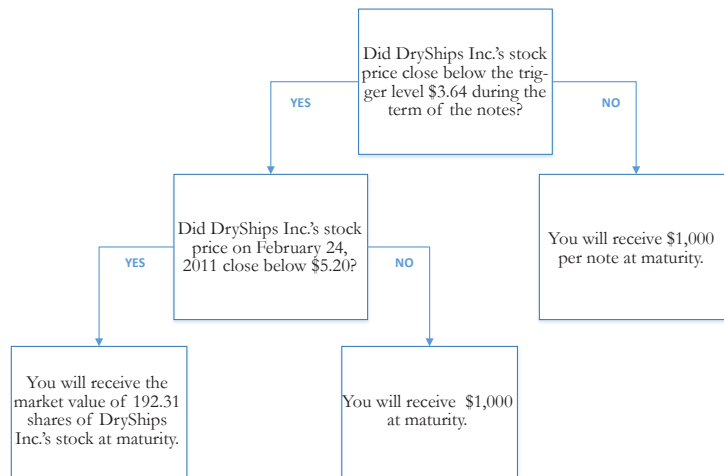 Did DryShips Inc.'s stock
price close below the trig-
ger level $3.64 during the
term of the notes?
YES
NO
Did DryShips Inc.'s stock
price on February 24,
2011 close below $5.20?
You will receive $1,000
per note at maturity.
YES
NO
You will receive the
market value of 192.31
shares of DryShips
Inc.'s stock at maturity.
You will receive $1,000
at maturity.